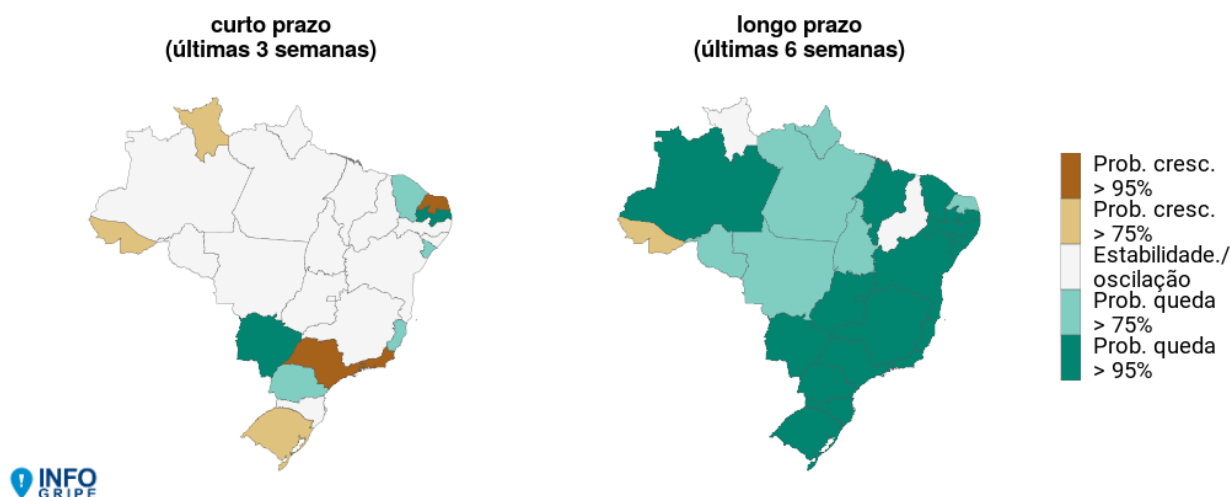 curto prazo
(últimas 3 semanas)
longo prazo
(últimas 6 semanas)
Prob. cresc.
> 95%
Prob. cresc.
> 75%
Estabilidade./
oscilação
Prob. queda
> 75%
Prob. queda
> 95%
INFO
GRIPE